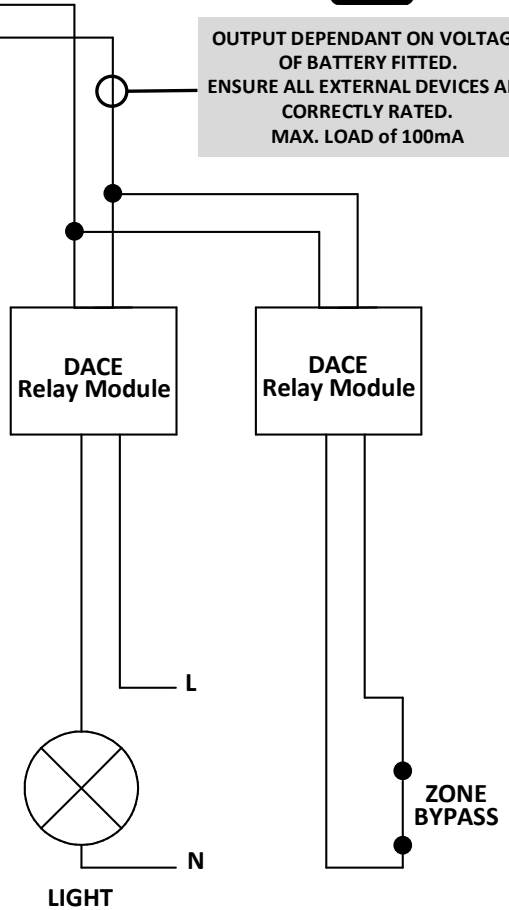 OUTPUT DEPENDANT ON
OF BATTERY FITTED.
ENSURE ALL EXTERNAL DEVICES
CORRECTLY RATED.
MAX. LOAD of 100mA
DACE
Relay Module
DACE
Relay Module
L
ZONE
BYPASS
N
LIGHT